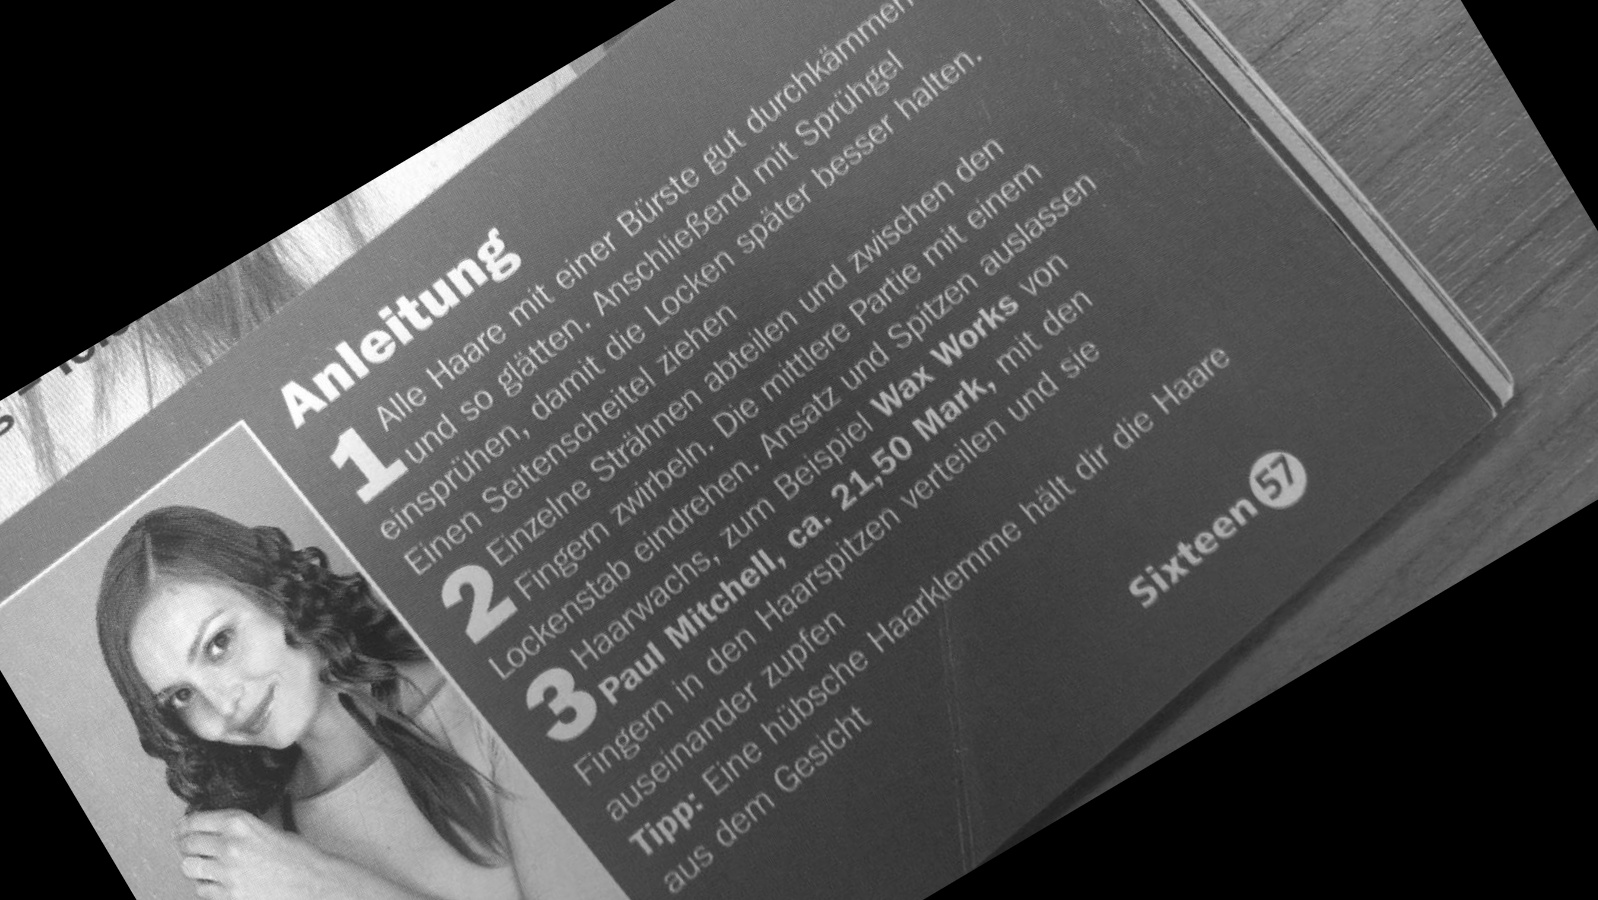 Anleitung
1 Alle Haare mit einer Bürste gut durchkämmen
und so glätten. Anschließend mit Sprühgel
einsprühen, damit die Locken später besser halten.
Einen Seitenscheitel ziehen
2 Einzelne Strähnen abteilen und zwischen den
Fingern zwirbeln. Die mittlere Partie mit einem
Lockenstab eindrehen. Ansatz und Spitzen auslassen
3 Haarwachs, zum Beispiel Wax Works von
Paul Mitchell, ca. 21,50 Mark, mit den
Fingern in den Haarspitzen verteilen und sie
auseinander zupfen
Tipp: Eine hübsche Haarklemme hält dir die Haare
aus dem Gesicht
Sixteen 57